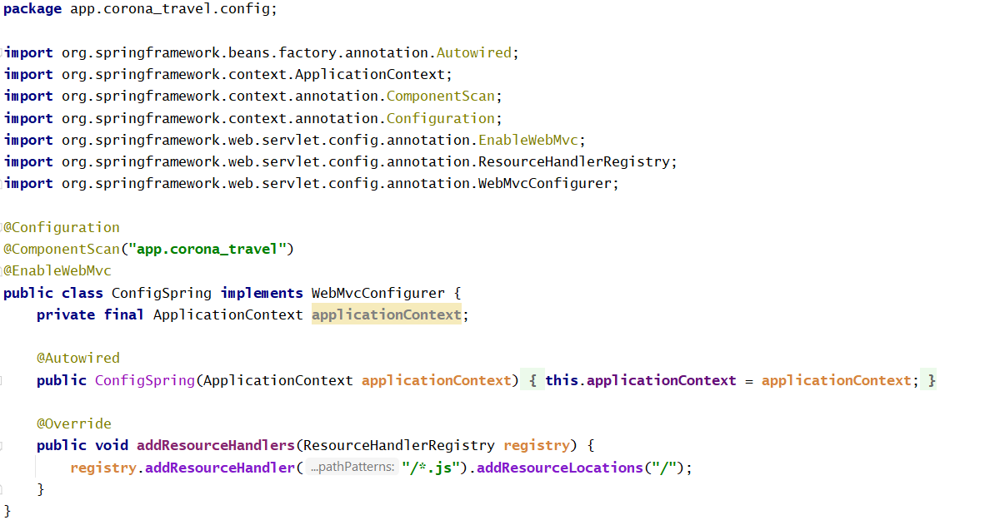 package app.corona_travel.config;
import org.springframework.beans.factory.annotation.Autowired;
import org.springframework.context.ApplicationContext;
import org.springframework.context.annotation.ComponentScan;
import org.springframework.context.annotation.Configuration;
import org.springframework.web.servlet.config.annotation.EnableWebMvc;
import org.springframework.web.servlet.config.annotation.ResourceHandlerRegistry;
import org.springframework.web.servlet.config.annotation.WebMvcConfigurer;
@Configuration
@ComponentScan("app.corona_travel")
@EnableWebMvc
public class ConfigSpring implements WebMvcConfigurer {
    private final ApplicationContext applicationContext;
    @Autowired
    public ConfigSpring(ApplicationContext applicationContext) { this.applicationContext = applicationContext; }
    @Override
    public void addResourceHandlers(ResourceHandlerRegistry registry) {
        registry.addResourceHandler( ...pathPatterns: "/*.js").addResourceLocations("/");
    }
}